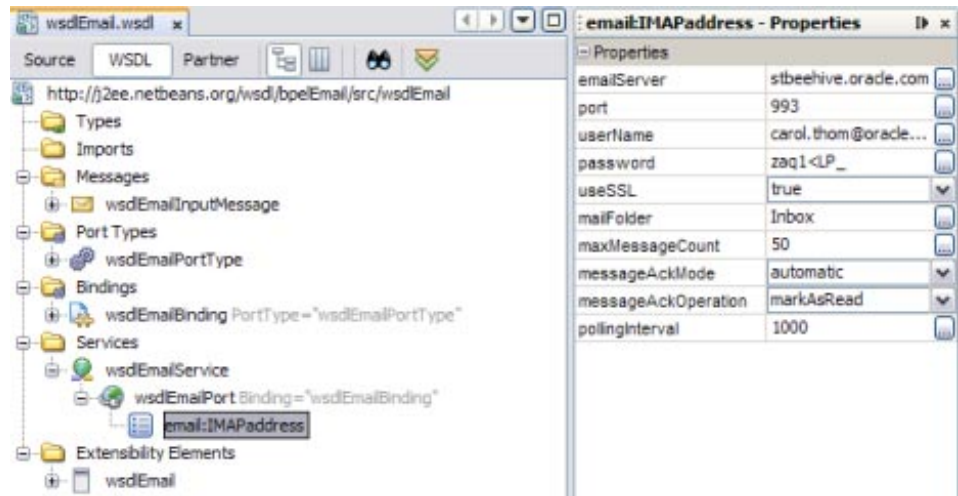 wsdlEmail.wsdl
Source WSDL Partner
http://j2ee.netbeans.org/wsdl/bpelEmail/src/wsdlEmail
Types
Imports
Messages
wsdlEmailInputMessage
Port Types
wsdlEmailPortType
Bindings
wsdlEmailBinding PortType="wsdlEmailPortType"
Services
wsdlEmailService
wsdlEmailPort Binding="wsdlEmailBinding"
email:IMAPaddress
Extensibility Elements
wsdlEmail
email:IMAPaddress - Properties
Properties
emailServer stbeehive.oracle.com
port 993
userName carol.thom@oracle...
password zaq1<LP_
useSSL true
mailFolder Inbox
maxMessageCount 50
messageAckMode automatic
messageAckOperation markAsRead
pollingInterval 1000